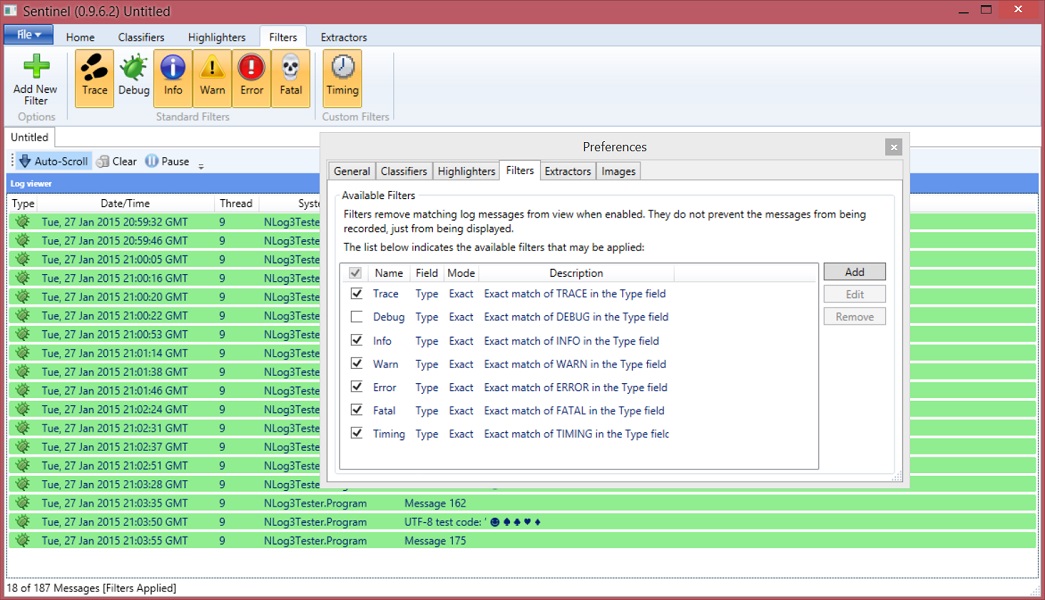 Sentinel (0.9.6.2) Untitled
File Home Classifiers Highlighters Filters Extractors
Add New Filter Trace Debug Info Warn Error Fatal Timing
Options Standard Filters Custom Filters
Untitled
Auto-Scroll Clear Pause
Log viewer
Type Date/Time Thread Syste
Tue, 27 Jan 2015 20:59:32 GMT 9 NLog3Teste
Tue, 27 Jan 2015 20:59:46 GMT 9 NLog3Teste
Tue, 27 Jan 2015 21:00:05 GMT 9 NLog3Teste
Tue, 27 Jan 2015 21:00:16 GMT 9 NLog3Teste
Tue, 27 Jan 2015 21:00:20 GMT 9 NLog3Teste
Tue, 27 Jan 2015 21:00:22 GMT 9 NLog3Teste
Tue, 27 Jan 2015 21:00:53 GMT 9 NLog3Teste
Tue, 27 Jan 2015 21:01:14 GMT 9 NLog3Teste
Tue, 27 Jan 2015 21:01:38 GMT 9 NLog3Teste
Tue, 27 Jan 2015 21:01:46 GMT 9 NLog3Teste
Tue, 27 Jan 2015 21:02:24 GMT 9 NLog3Teste
Tue, 27 Jan 2015 21:02:31 GMT 9 NLog3Teste
Tue, 27 Jan 2015 21:02:37 GMT 9 NLog3Teste
Tue, 27 Jan 2015 21:02:51 GMT 9 NLog3Teste
Tue, 27 Jan 2015 21:03:28 GMT 9 NLog3Teste
Tue, 27 Jan 2015 21:03:35 GMT 9 NLog3Tester.Program Message 162
Tue, 27 Jan 2015 21:03:50 GMT 9 NLog3Tester.Program UTF-8 test code: ' ☻♠♣♥♦
Tue, 27 Jan 2015 21:03:55 GMT 9 NLog3Tester.Program Message 175
18 of 187 Messages [Filters Applied]
Preferences
General Classifiers Highlighters Filters Extractors Images
Available Filters
Filters remove matching log messages from view when enabled. They do not prevent the messages from being
recorded, just from being displayed.
The list below indicates the available filters that may be applied:
Name Field Mode Description
Trace Type Exact Exact match of TRACE in the Type field
Debug Type Exact Exact match of DEBUG in the Type field
Info Type Exact Exact match of INFO in the Type field
Warn Type Exact Exact match of WARN in the Type field
Error Type Exact Exact match of ERROR in the Type field
Fatal Type Exact Exact match of FATAL in the Type field
Timing Type Exact Exact match of TIMING in the Type field
Add
Edit
Remove